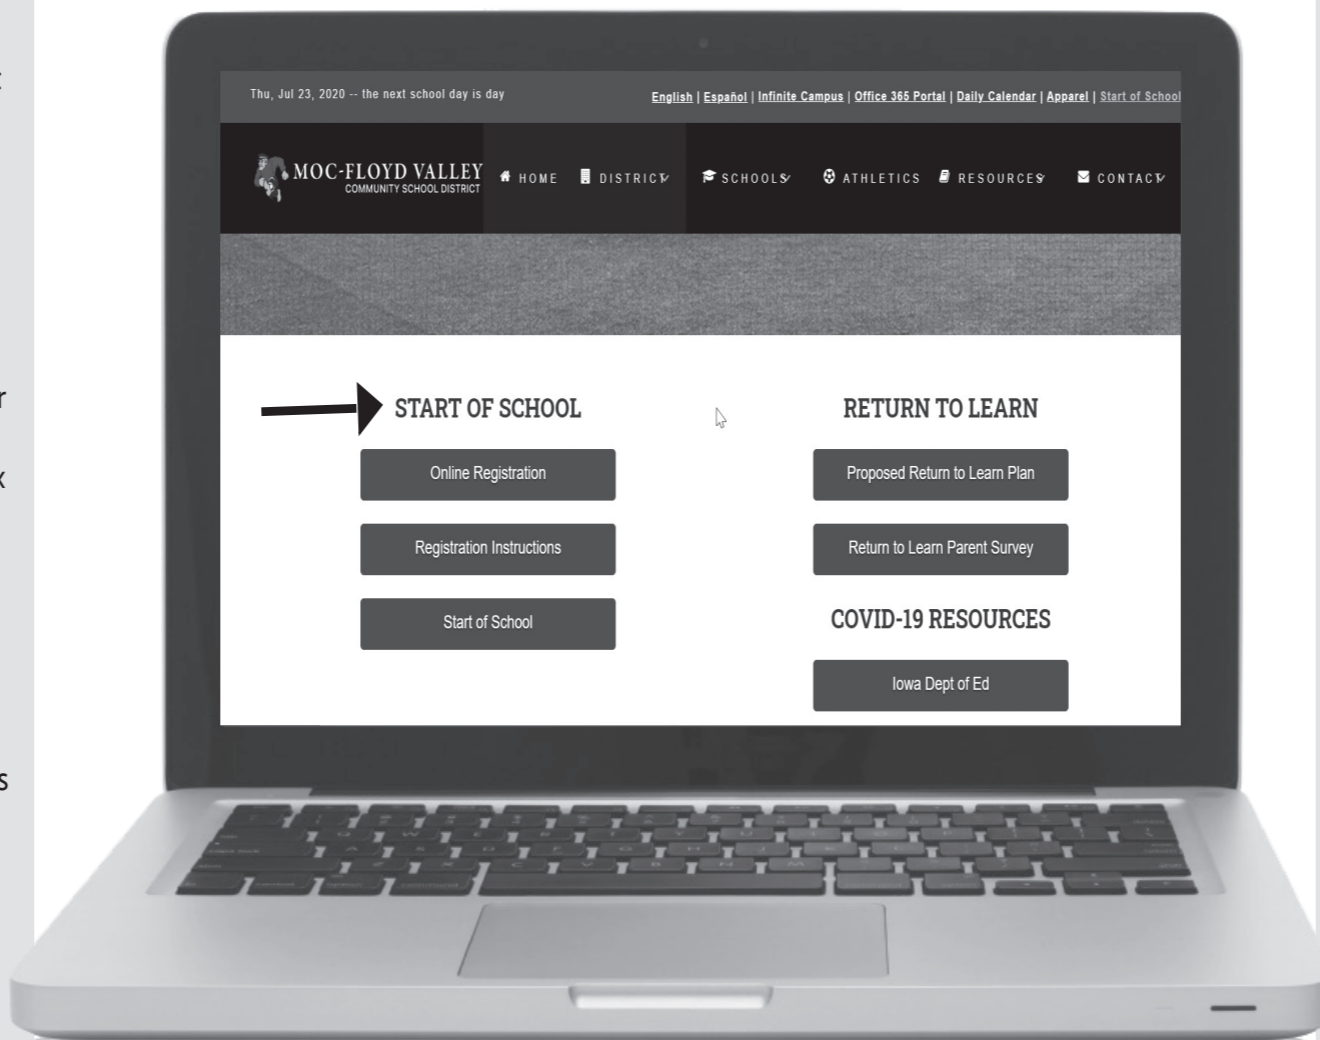 Thu, Jul 23, 2020 -- the next school day is day
English | Español | Infinite Campus | Office 365 Portal | Daily Calendar | Apparel | Start of School
MOC-FLOYD VALLEY
COMMUNITY SCHOOL DISTRICT
HOME DISTRICT SCHOOLS ATHLETICS RESOURCES CONTACT
START OF SCHOOL
Online Registration
Registration Instructions
Start of School
RETURN TO LEARN
Proposed Return to Learn Plan
Return to Learn Parent Survey
COVID-19 RESOURCES
Iowa Dept of Ed